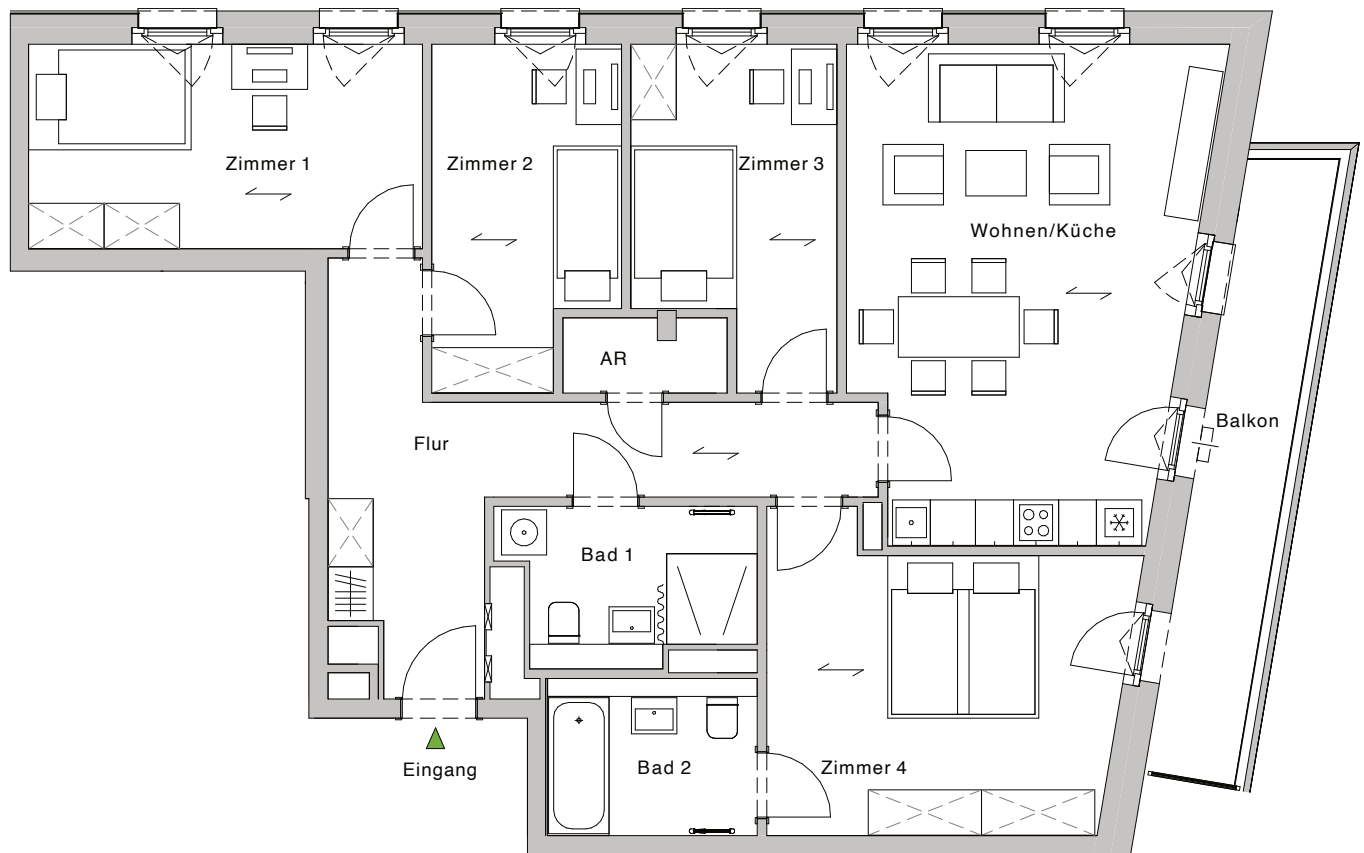 Zimmer 1
Zimmer 2
Zimmer 3
Wohnen/Küche
AR
Balkon
Flur
Bad 1
Eingang
Bad 2
Zimmer 4